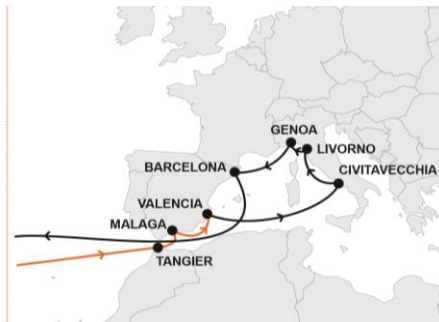 GENOA
LIVORNO
BARCELONA
CIVITAVECCHIA
VALENCIA
MALAGA
TANGIER